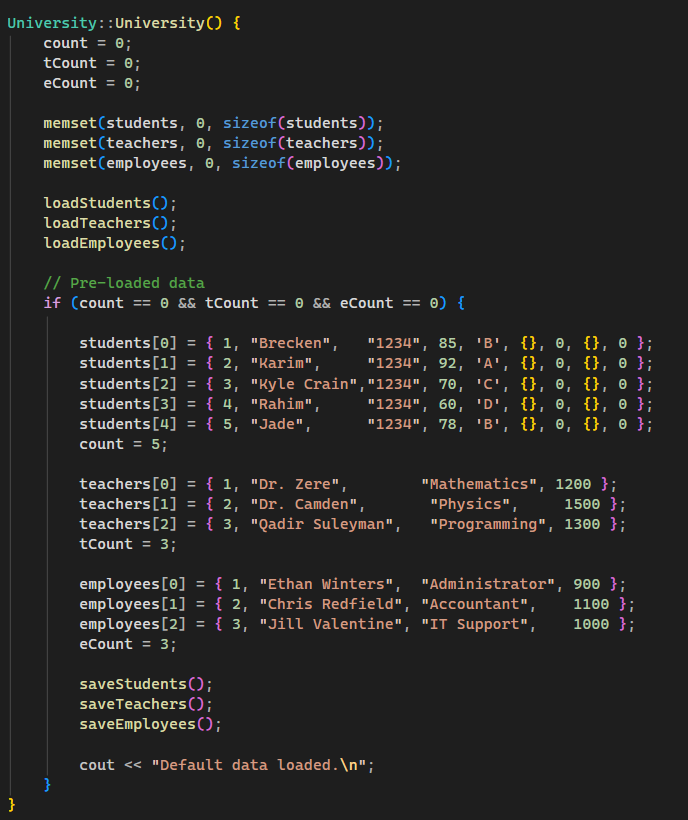 University::University() {
    count = 0;
    tCount = 0;
    eCount = 0;

    memset(students, 0, sizeof(students));
    memset(teachers, 0, sizeof(teachers));
    memset(employees, 0, sizeof(employees));

    loadStudents();
    loadTeachers();
    loadEmployees();

    // Pre-loaded data
    if (count == 0 && tCount == 0 && eCount == 0) {

        students[0] = { 1, "Brecken",   "1234", 85, 'B', {}, 0, {}, 0 };
        students[1] = { 2, "Karim",     "1234", 92, 'A', {}, 0, {}, 0 };
        students[2] = { 3, "Kyle Crain","1234", 70, 'C', {}, 0, {}, 0 };
        students[3] = { 4, "Rahim",     "1234", 60, 'D', {}, 0, {}, 0 };
        students[4] = { 5, "Jade",      "1234", 78, 'B', {}, 0, {}, 0 };
        count = 5;

        teachers[0] = { 1, "Dr. Zere",        "Mathematics", 1200 };
        teachers[1] = { 2, "Dr. Camden",       "Physics",     1500 };
        teachers[2] = { 3, "Qadir Suleyman",   "Programming", 1300 };
        tCount = 3;

        employees[0] = { 1, "Ethan Winters",  "Administrator", 900 };
        employees[1] = { 2, "Chris Redfield", "Accountant",    1100 };
        employees[2] = { 3, "Jill Valentine", "IT Support",    1000 };
        eCount = 3;

        saveStudents();
        saveTeachers();
        saveEmployees();

        cout << "Default data loaded.\n";
    }
}